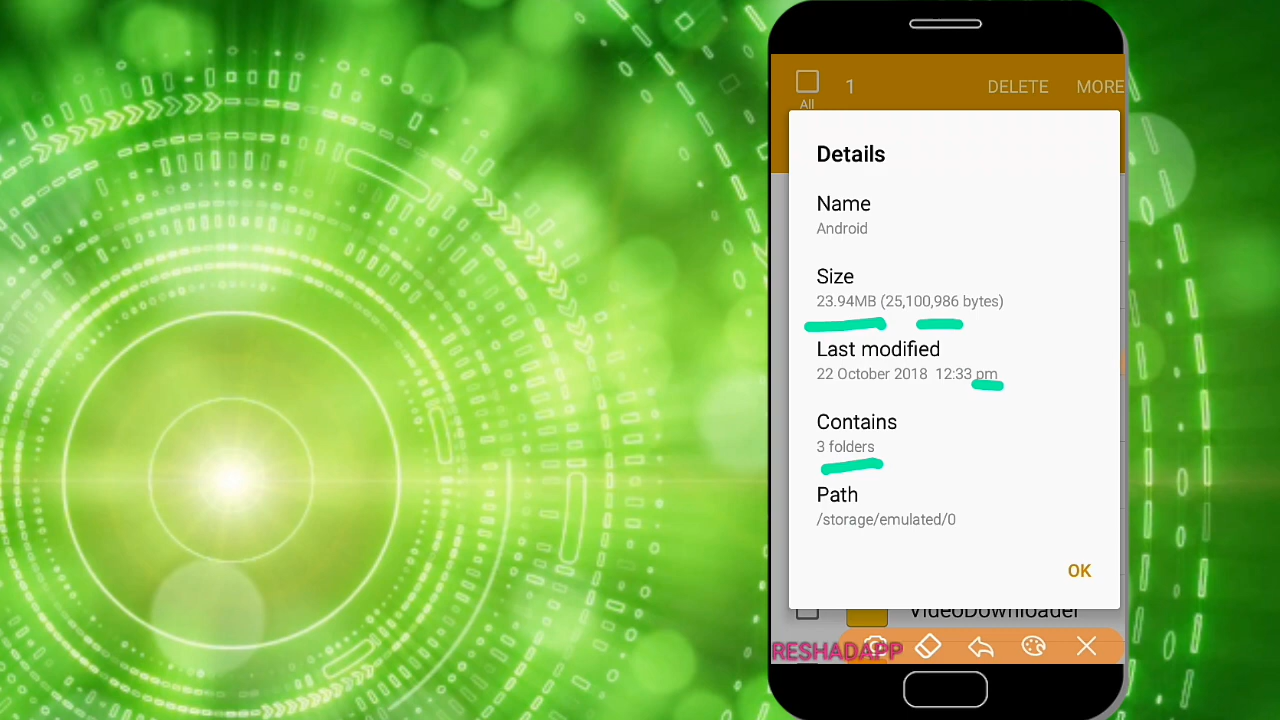 1
DELETE
MORE
All
Details
Name
Android
Size
23.94MB (25,100,986 bytes)
Last modified
22 October 2018 12:33 pm
Contains
3 folders
Path
/storage/emulated/0
OK
VideoDownloader
RESHADAPP